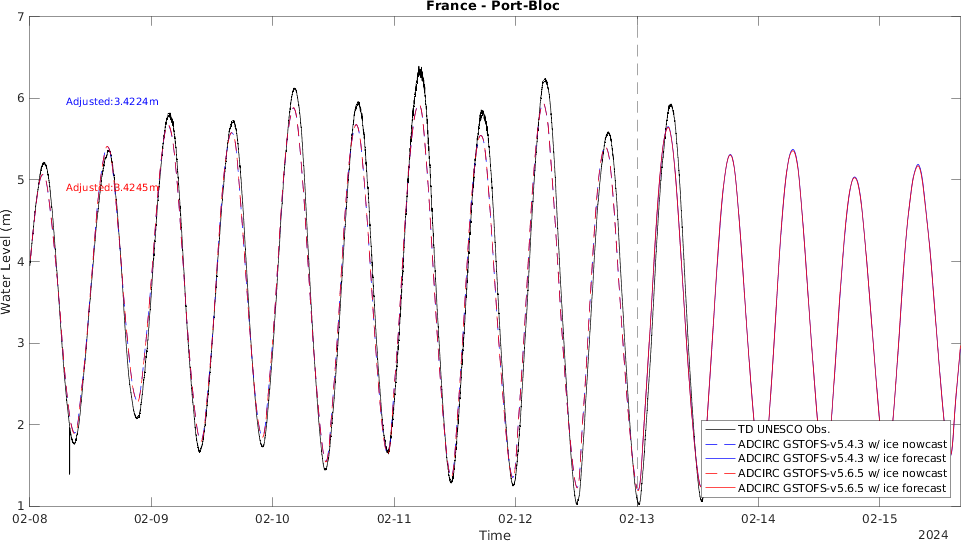 France - Port-Bloc
7
6
5
4
3
2
1
Water Level (m)
Adjusted:3.4224m
Adjusted:3.4245m
TD UNESCO Obs.
ADCIRC GSTOFS-v5.4.3 w/ ice nowcast
ADCIRC GSTOFS-v5.4.3 w/ ice forecast
ADCIRC GSTOFS-v5.6.5 w/ ice nowcast
ADCIRC GSTOFS-v5.6.5 w/ ice forecast
02-08 02-09 02-10 02-11 02-12 02-13 02-14 02-15
Time
2024